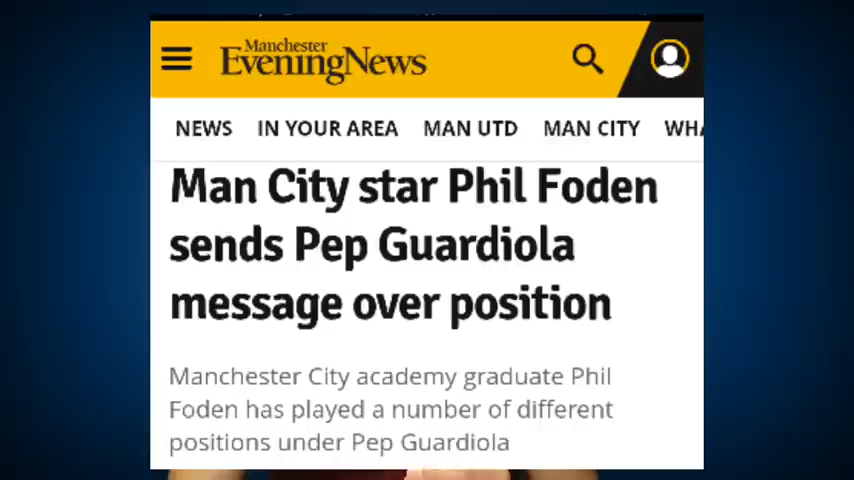 Manchester
EveningNews
NEWS IN YOUR AREA MAN UTD MAN CITY WHA
Man City star Phil Foden
sends Pep Guardiola
message over position
Manchester City academy graduate Phil
Foden has played a number of different
positions under Pep Guardiola